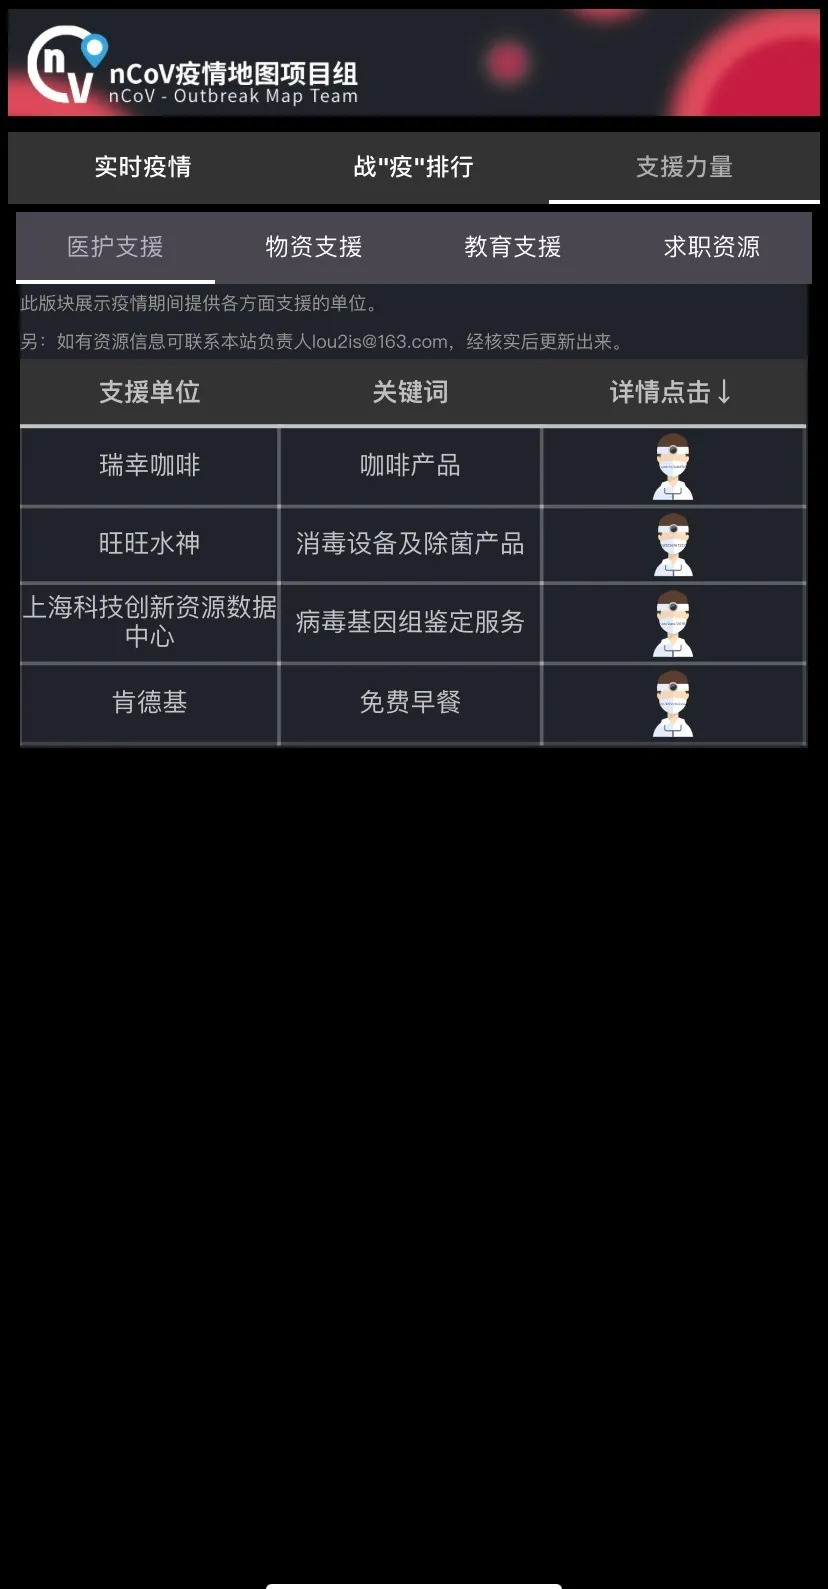 nCoV疫情地图项目组
nCoV - Outbreak Map Team
实时疫情 战"疫"排行 支援力量
医护支援 物资支援 教育支援 求职资源
此版块展示疫情期间提供各方面支援的单位。
另：如有资源信息可联系本站负责人lou2is@163.com，经核实后更新出来。
支援单位 关键词 详情点击↓
瑞幸咖啡 咖啡产品
旺旺水神 消毒设备及除菌产品
上海科技创新资源数据
中心 病毒基因组鉴定服务
肯德基 免费早餐